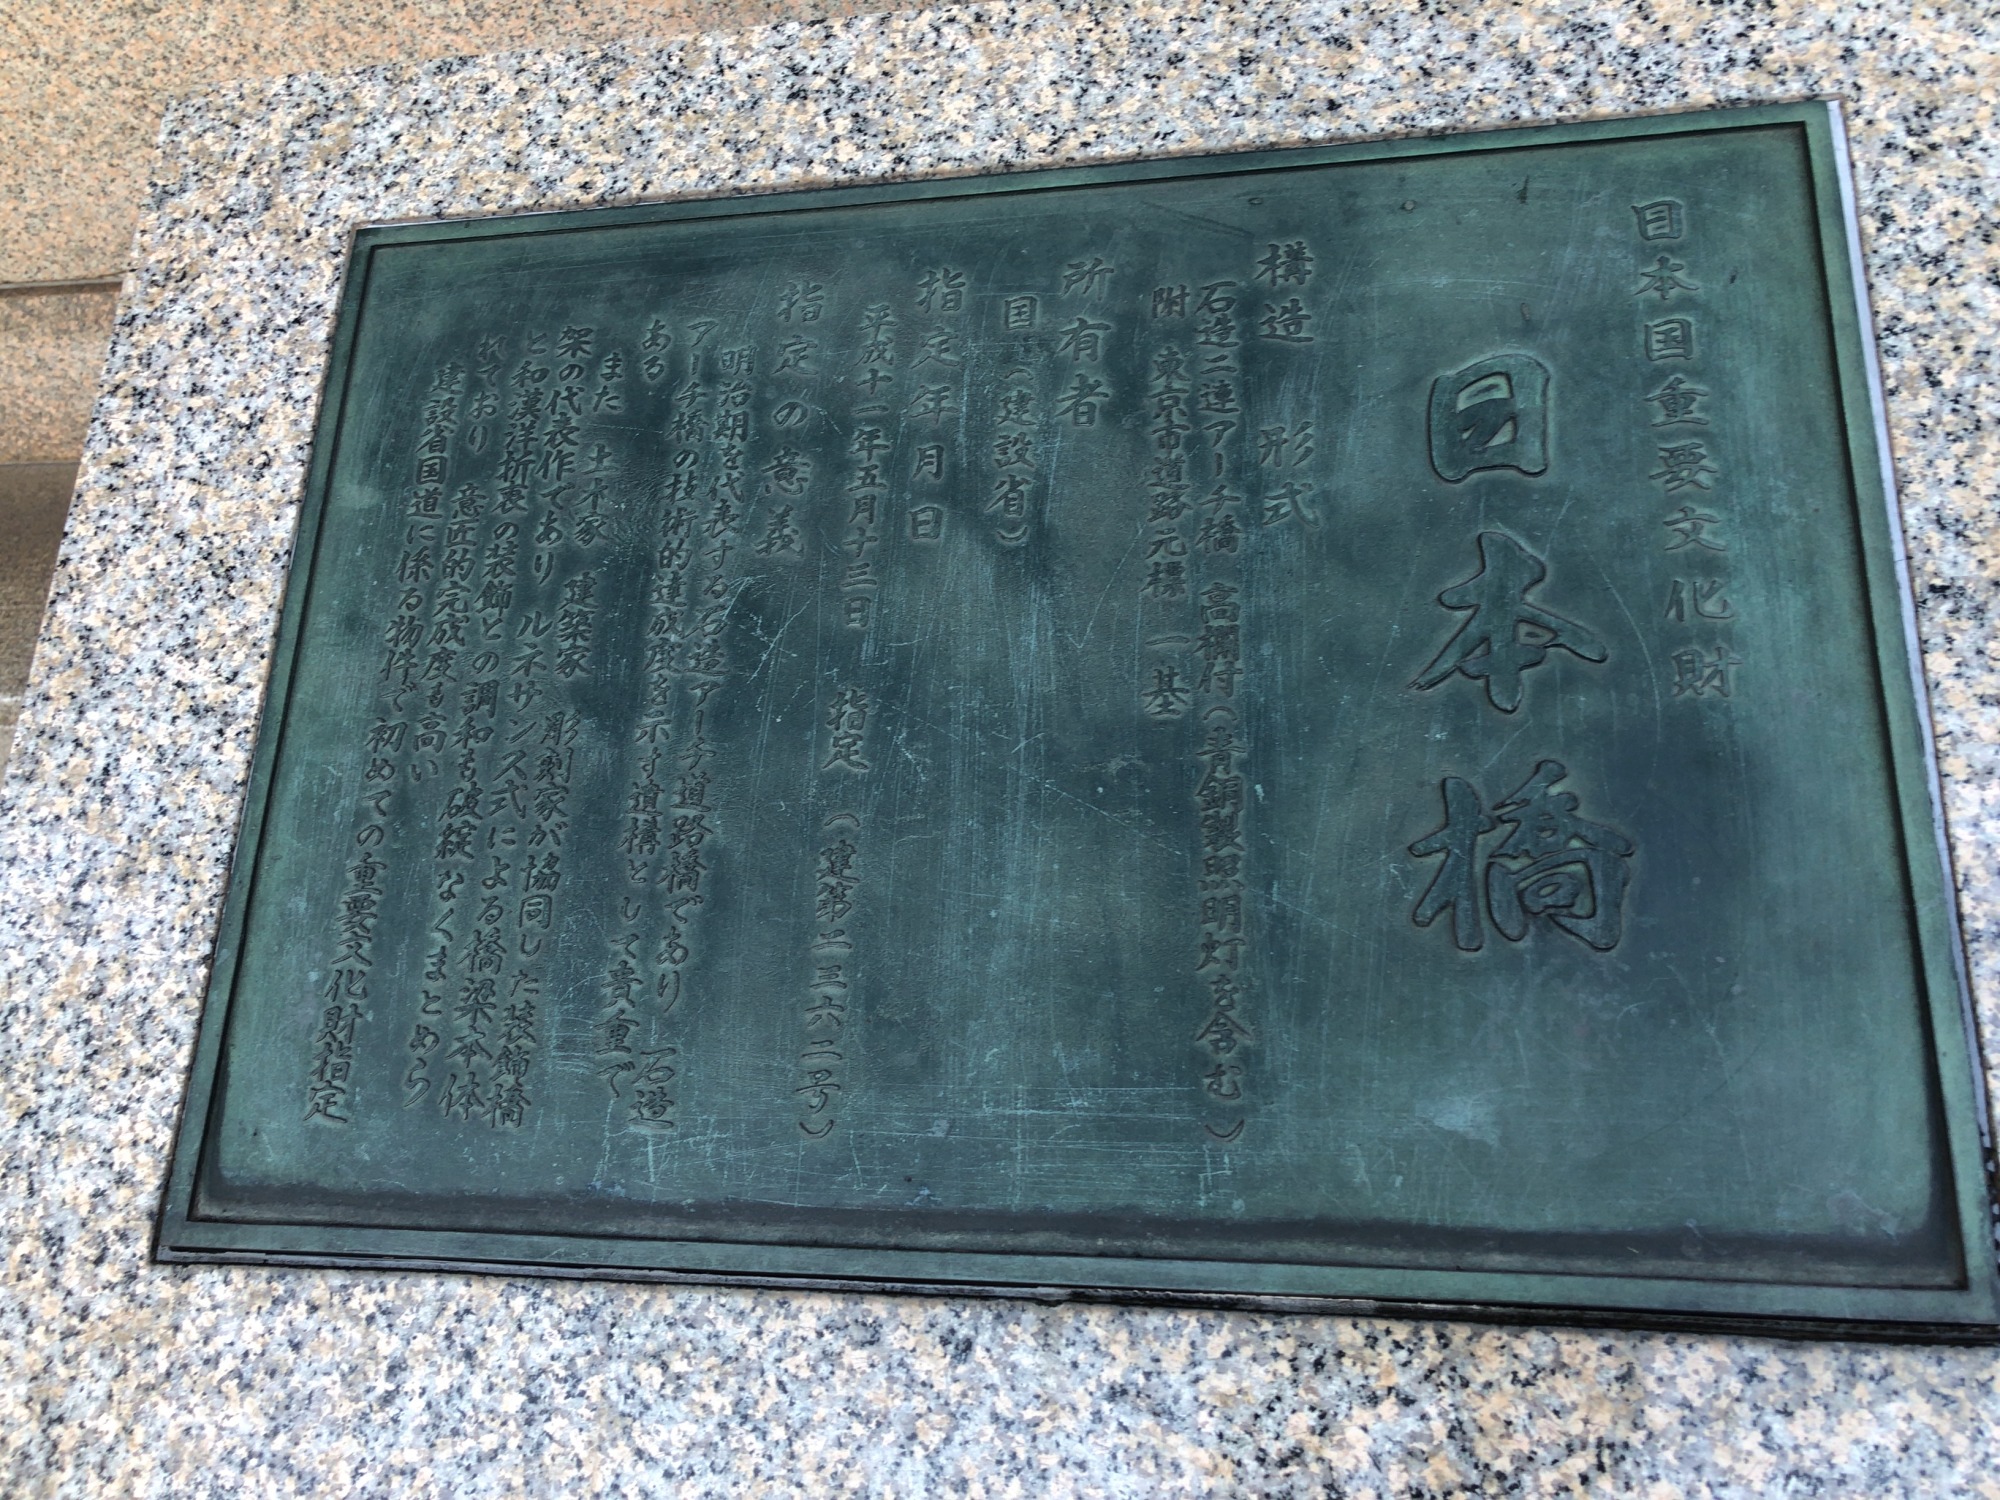 日本国重要文化財
日本橋
構造 形式
石造二連アーチ橋 高欄付（青銅製照明灯を含む）
附 東京市道路元標 一基
所有者
国（建設省）
指定年月日
平成十一年五月十三日 指定 （建第二三六二号）
指定の意義
明治期を代表する石造アーチ道路橋であり 石造
アーチ橋の技術的達成度を示す遺構として貴重で
ある
また 土木家 建築家 彫刻家が協同した装飾橋
架の代表作であり ルネサンス式による橋梁本体
と和漢洋折衷の装飾との調和も破綻なくまとめら
れており 意匠的完成度も高い
建設省国道に係る物件で初めての重要文化財指定